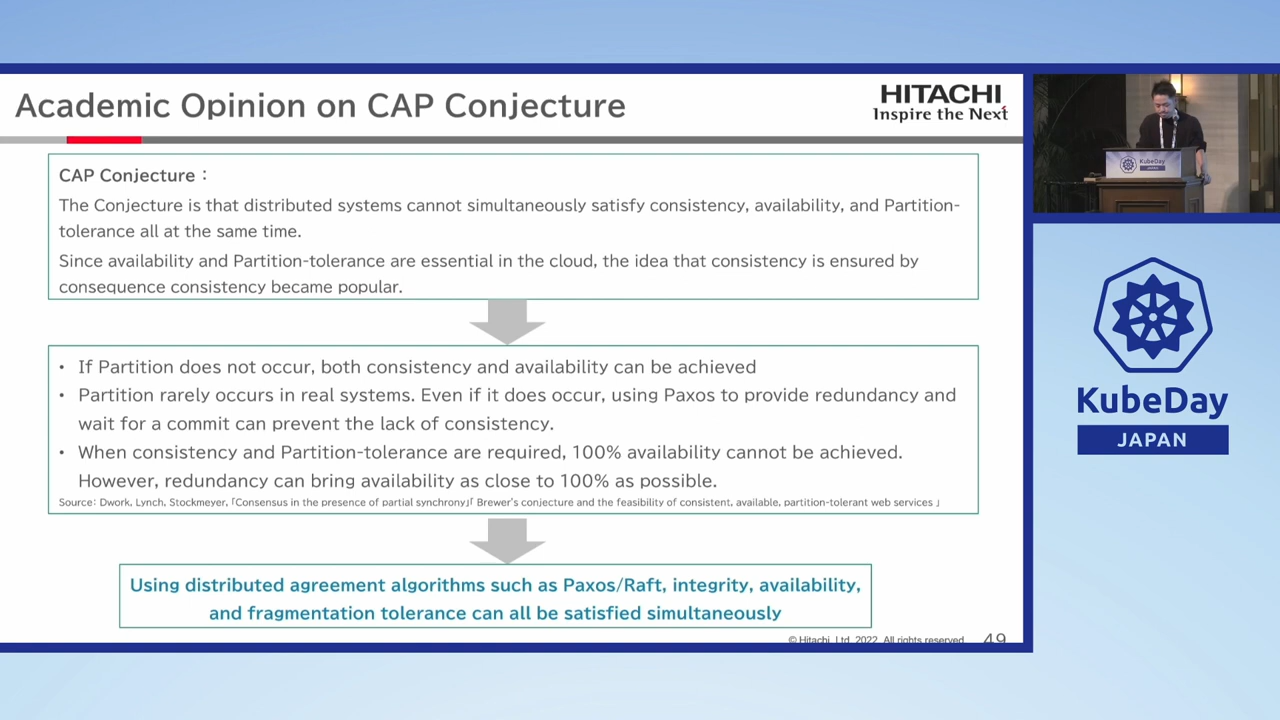 Academic Opinion on CAP Conjecture
HITACHI
Inspire the Next
CAP Conjecture：
The Conjecture is that distributed systems cannot simultaneously satisfy consistency, availability, and Partition-
tolerance all at the same time.
Since availability and Partition-tolerance are essential in the cloud, the idea that consistency is ensured by
consequence consistency became popular.
• If Partition does not occur, both consistency and availability can be achieved
• Partition rarely occurs in real systems. Even if it does occur, using Paxos to provide redundancy and
wait for a commit can prevent the lack of consistency.
• When consistency and Partition-tolerance are required, 100% availability cannot be achieved.
However, redundancy can bring availability as close to 100% as possible.
Source: Dwork, Lynch, Stockmeyer, 「Consensus in the presence of partial synchrony」「 Brewer's conjecture and the feasibility of consistent, available, partition-tolerant web services 」
Using distributed agreement algorithms such as Paxos/Raft, integrity, availability,
and fragmentation tolerance can all be satisfied simultaneously
© Hitachi, Ltd. 2022. All rights reserved.
49
KubeDay
KubeDay
JAPAN